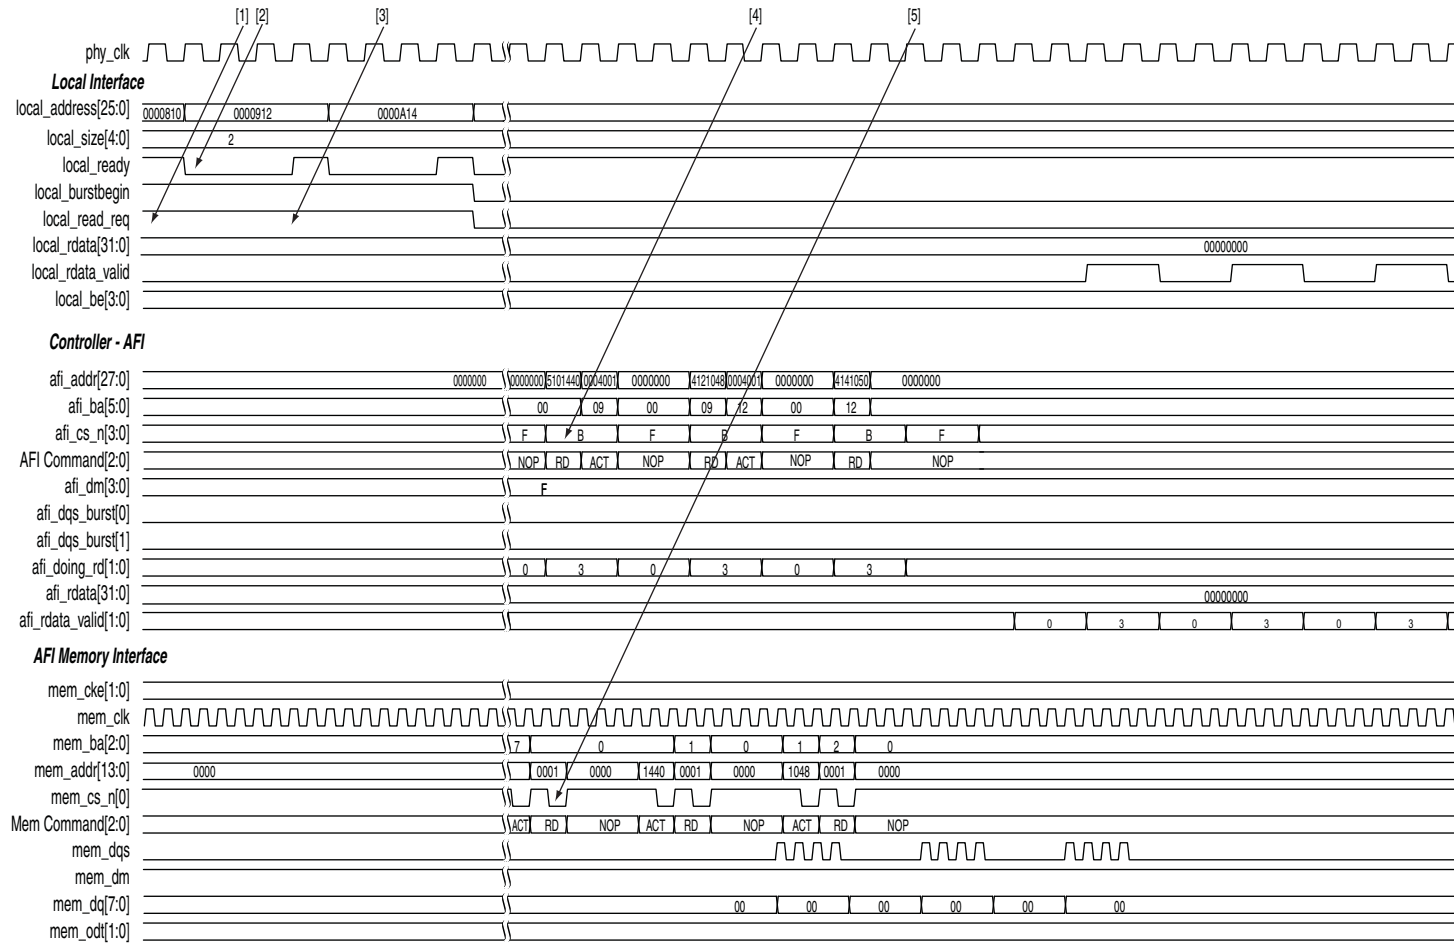 [1] [2] [3] [4] [5]
phy_clk
Local Interface
local_address[25:0] 0000810 0000912 0000A14
local_size[4:0] 2
local_ready
local_burstbegin
local_read_req
local_rdata[31:0] 00000000
local_rdata_valid
local_be[3:0]
Controller - AFI
afi_addr[27:0] 0000000 0000000 5101440 0004001 0000000 4121048 0004001 0000000 4141050 0000000
afi_ba[5:0] 00 09 00 09 12 00 12
afi_cs_n[3:0] F B F B F B F
AFI Command[2:0] NOP RD ACT NOP RD ACT NOP RD NOP
afi_dm[3:0] F
afi_dqs_burst[0]
afi_dqs_burst[1]
afi_doing_rd[1:0] 0 3 0 3 0 3
afi_rdata[31:0] 00000000
afi_rdata_valid[1:0] 0 3 0 3 0 3
AFI Memory Interface
mem_cke[1:0]
mem_clk
mem_ba[2:0] 7 0 1 0 1 2 0
mem_addr[13:0] 0000 0001 0000 1440 0001 0000 1048 0001 0000
mem_cs_n[0]
Mem Command[2:0] ACT RD NOP ACT RD NOP ACT RD NOP
mem_dqs
mem_dm
mem_dq[7:0] 00 00 00 00 00 00
mem_odt[1:0]